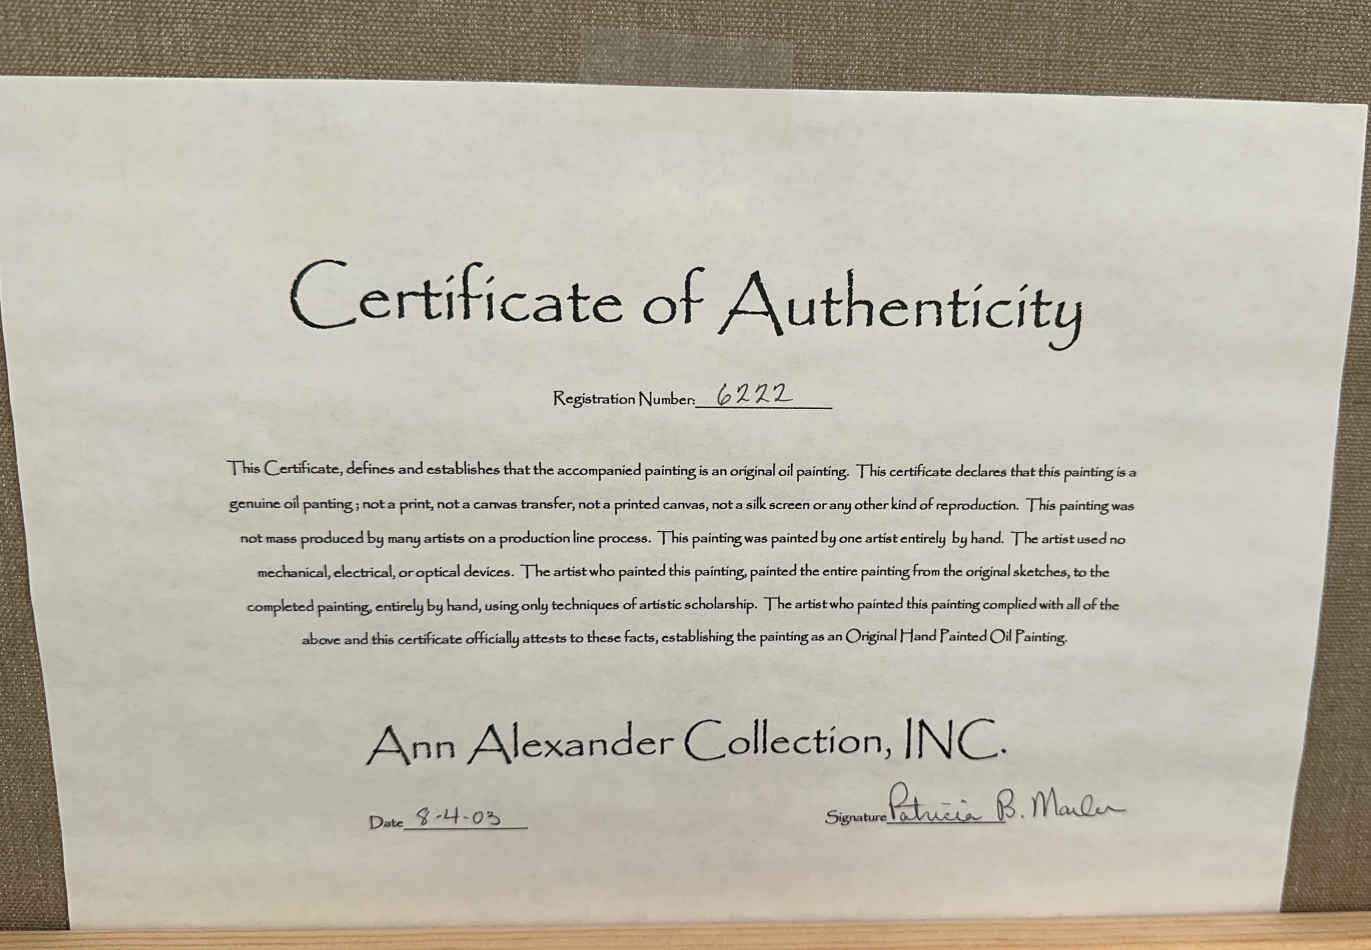 Certificate of Authenticity
Registration Number: 6222
This Certificate, defines and establishes that the accompanied painting is an original oil painting. This certificate declares that this painting is a
genuine oil panting; not a print, not a canvas transfer, not a printed canvas, not a silk screen or any other kind of reproduction. This painting was
not mass produced by many artists on a production line process. This painting was painted by one artist entirely by hand. The artist used no
mechanical, electrical, or optical devices. The artist who painted this painting, painted the entire painting from the original sketches, to the
completed painting, entirely by hand, using only techniques of artistic scholarship. The artist who painted this painting complied with all of the
above and this certificate officially attests to these facts, establishing the painting as an Original Hand Painted Oil Painting.
Ann Alexander Collection, INC.
Date 8-4-03 Signature Patricia B.